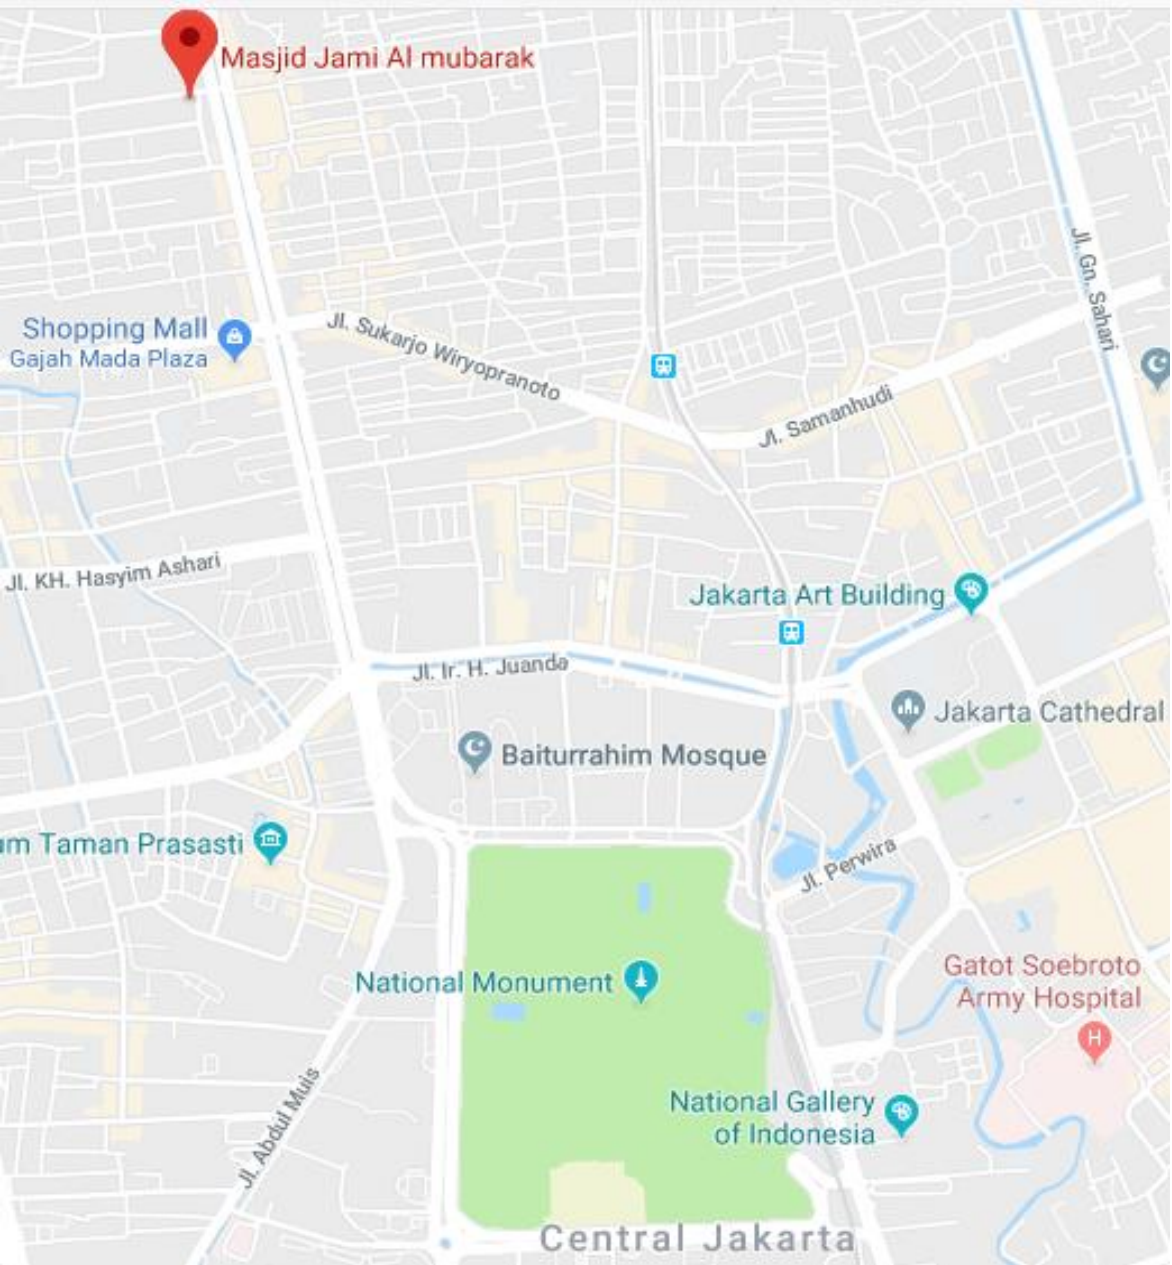 Masjid Jami Al mubarak
Jl. Gn. Sahari
Shopping Mall
Gajah Mada Plaza
Jl. Sukarjo Wiryopranoto
Jl. Samanhudi
Jl. KH. Hasyim Ashari
Jakarta Art Building
Jl. Ir. H. Juanda
Jakarta Cathedral
Baiturrahim Mosque
um Taman Prasasti
Jl. Perwira
National Monument
Gatot Soebroto
Army Hospital
H
Jl. Abdul Muis
National Gallery
of Indonesia
Central Jakarta